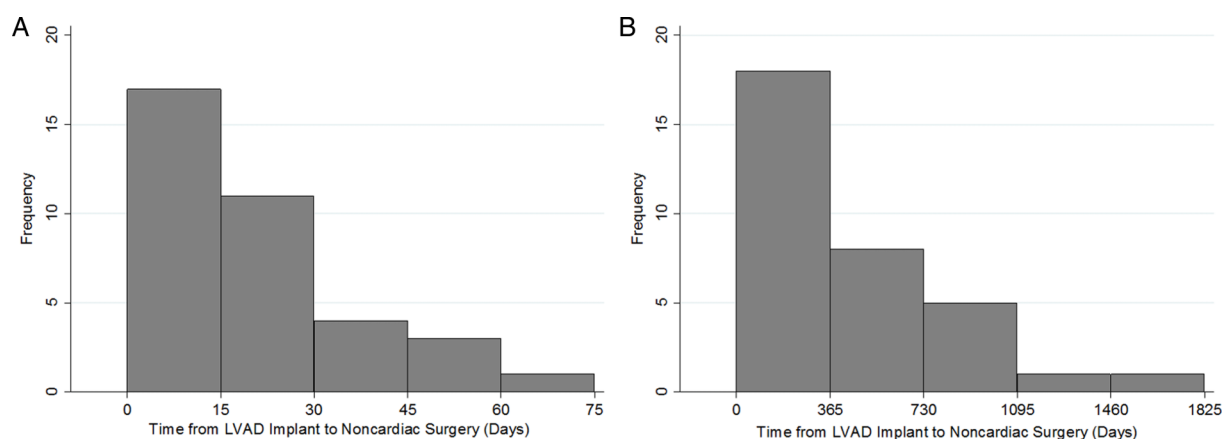 A
20
15
10
5
0
Frequency
0 15 30 45 60 75
Time from LVAD Implant to Noncardiac Surgery (Days)
B
20
15
10
5
0
Frequency
0 365 730 1095 1460 1825
Time from LVAD Implant to Noncardiac Surgery (Days)